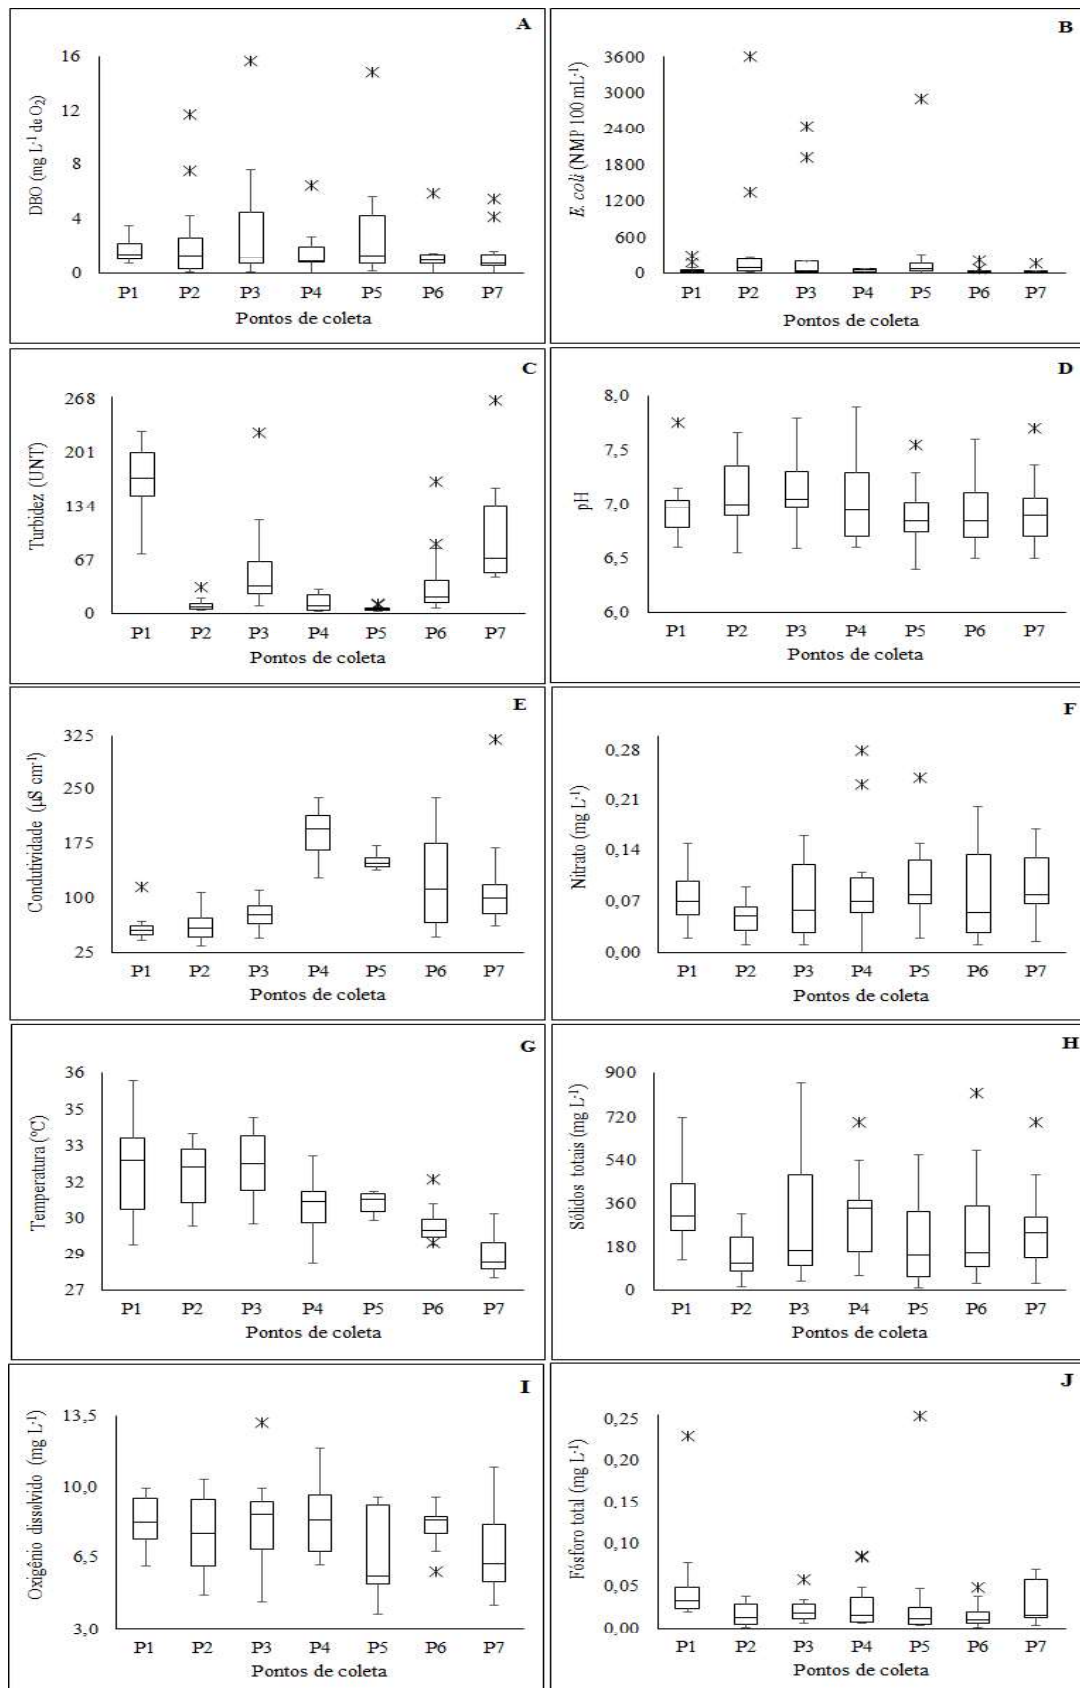 A
DBO (mg L-1 de O2)
16
12
8
4
0
P1 P2 P3 P4 P5 P6 P7
Pontos de coleta
B
E. coli (NMP 100 mL-1)
3600
3000
2400
1800
1200
600
0
P1 P2 P3 P4 P5 P6 P7
Pontos de coleta
C
Turbidez (UNT)
268
201
134
67
0
P1 P2 P3 P4 P5 P6 P7
Pontos de coleta
D
pH
8,0
7,5
7,0
6,5
6,0
P1 P2 P3 P4 P5 P6 P7
Pontos de coleta
E
Condutividade (µS cm-1)
325
250
175
100
25
P1 P2 P3 P4 P5 P6 P7
Pontos de coleta
F
Nitrato (mg L-1)
0,28
0,21
0,14
0,07
0,00
P1 P2 P3 P4 P5 P6 P7
Pontos de coleta
G
Temperatura (ºC)
36
35
33
32
30
29
27
P1 P2 P3 P4 P5 P6 P7
Pontos de coleta
H
Sólidos totais (mg L-1)
900
720
540
360
180
0
P1 P2 P3 P4 P5 P6 P7
Pontos de coleta
I
Oxigênio dissolvido (mg L-1)
13,5
10,0
6,5
3,0
P1 P2 P3 P4 P5 P6 P7
Pontos de coleta
J
Fósforo total (mg L-1)
0,25
0,20
0,15
0,10
0,05
0,00
P1 P2 P3 P4 P5 P6 P7
Pontos de coleta